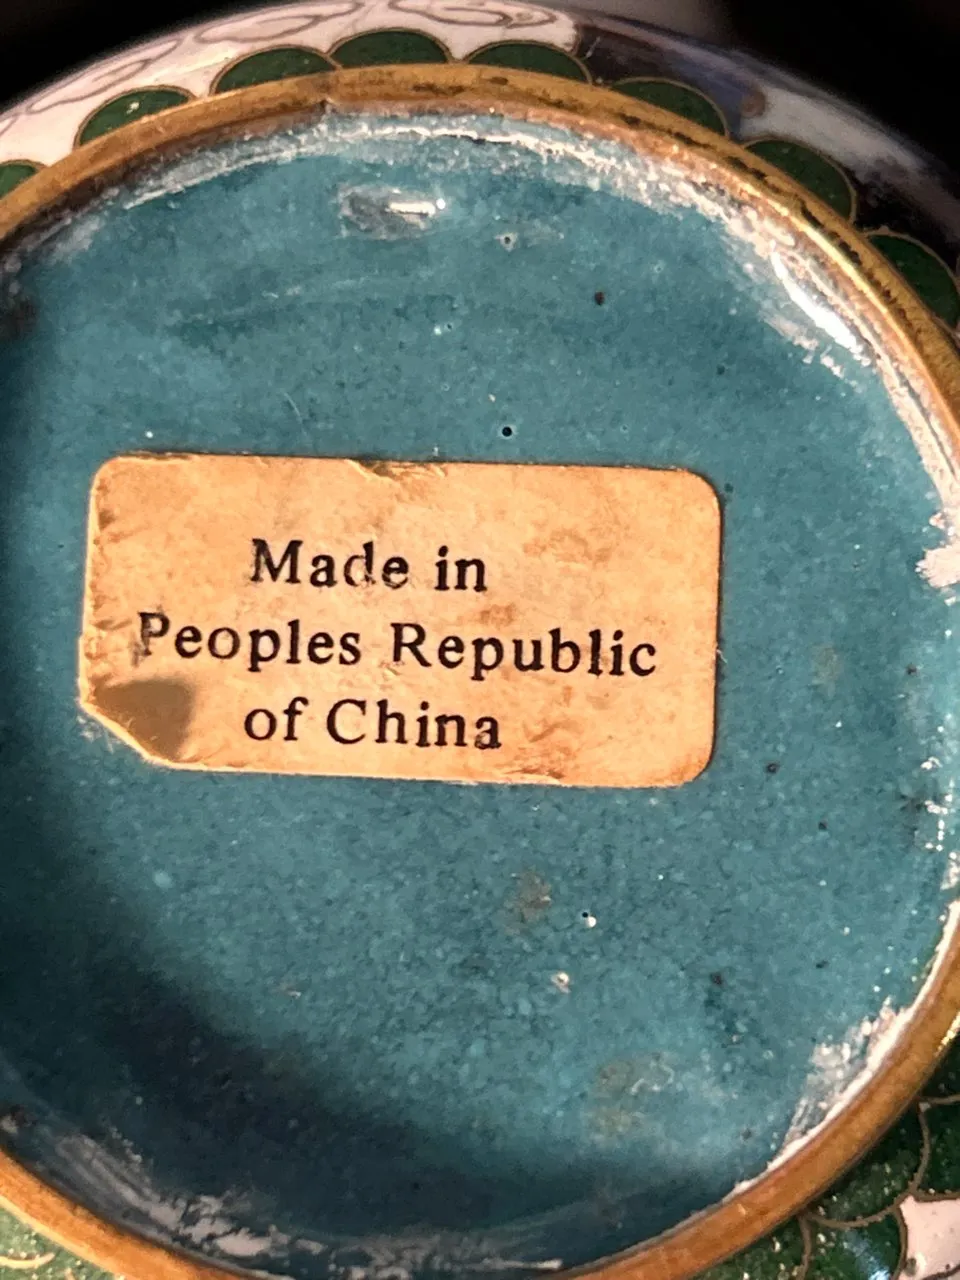 Made in
Peoples Republic
of China